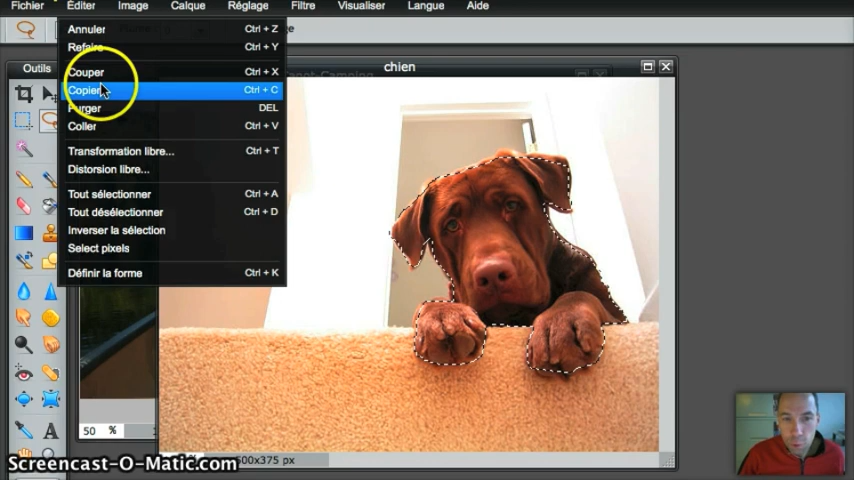 Fichier Éditer Image Calque Réglage Filtre Visualiser Langue Aide
Annuler Ctrl + Z
Refaire Ctrl + Y
Couper Ctrl + X
Copier Ctrl + C
Purger DEL
Coller Ctrl + V
Transformation libre... Ctrl + T
Distorsion libre...
Tout sélectionner Ctrl + A
Tout désélectionner Ctrl + D
Inverser la sélection
Select pixels
Définir la forme Ctrl + K
Outils
chien
50 %
600x375 px
Screencast-O-Matic.com